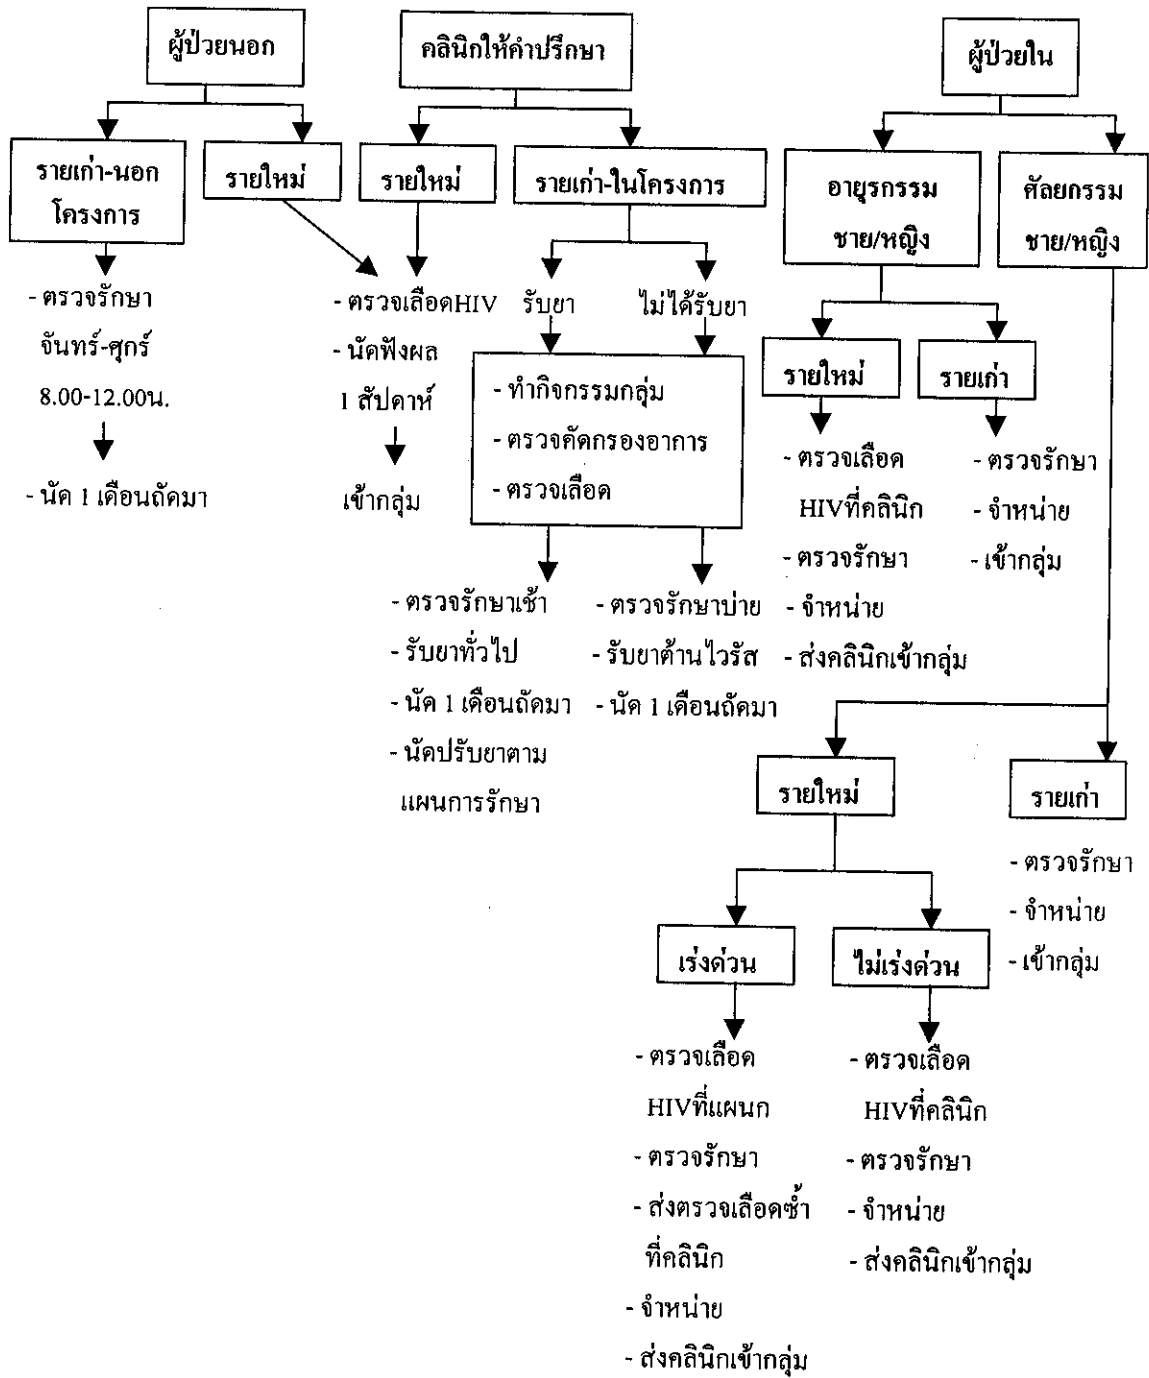 ผู้ป่วยนอก
คลินิกให้คำปรึกษา
ผู้ป่วยใน
รายเก่า-นอก
โครงการ
รายใหม่
รายใหม่
รายเก่า-ในโครงการ
อายุรกรรม
ชาย/หญิง
ศัลยกรรม
ชาย/หญิง
- ตรวจรักษา
จันทร์-ศุกร์
8.00-12.00น.
- นัด 1 เดือนถัดมา
- ตรวจเลือดHIV
- นัดฟังผล
1 สัปดาห์
เข้ากลุ่ม
รับยา
ไม่ได้รับยา
- ทำกิจกรรมกลุ่ม
- ตรวจคัดกรองอาการ
- ตรวจเลือด
- ตรวจรักษาเช้า
- รับยาทั่วไป
- นัด 1 เดือนถัดมา
- นัดปรับยาตาม
แผนการรักษา
- ตรวจรักษาบ่าย
- รับยาต้านไวรัส
- นัด 1 เดือนถัดมา
รายใหม่
รายเก่า
- ตรวจเลือด
HIVที่คลินิก
- ตรวจรักษา
- จำหน่าย
- ส่งคลินิกเข้ากลุ่ม
- ตรวจรักษา
- จำหน่าย
- เข้ากลุ่ม
รายใหม่
รายเก่า
- ตรวจรักษา
- จำหน่าย
- เข้ากลุ่ม
เร่งด่วน
ไม่เร่งด่วน
- ตรวจเลือด
HIVที่แผนก
- ตรวจรักษา
- ส่งตรวจเลือดซ้ำ
ที่คลินิก
- จำหน่าย
- ส่งคลินิกเข้ากลุ่ม
- ตรวจเลือด
HIVที่คลินิก
- ตรวจรักษา
- จำหน่าย
- ส่งคลินิกเข้ากลุ่ม